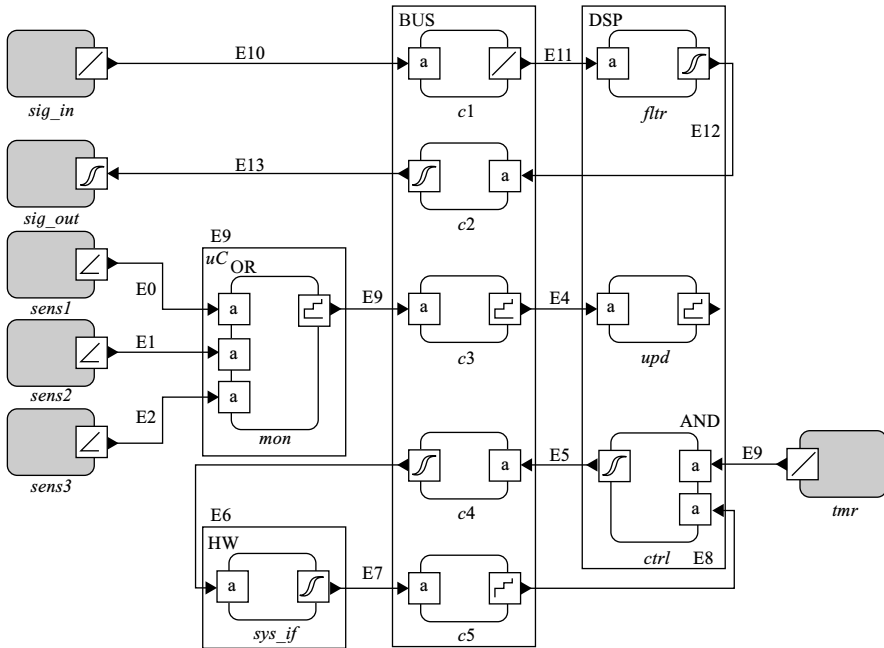 BUS
DSP
E10
E11
a
a
sig_in
c1
fltr
E12
E13
a
sig_out
c2
E9
uC
OR
E0
a
E9
a
E4
a
sens1
E1
a
c3
upd
sens2
E2
a
mon
AND
sens3
E5
E9
a
a
c4
a
tmr
E6
HW
ctrl
E8
a
E7
a
sys_if
c5